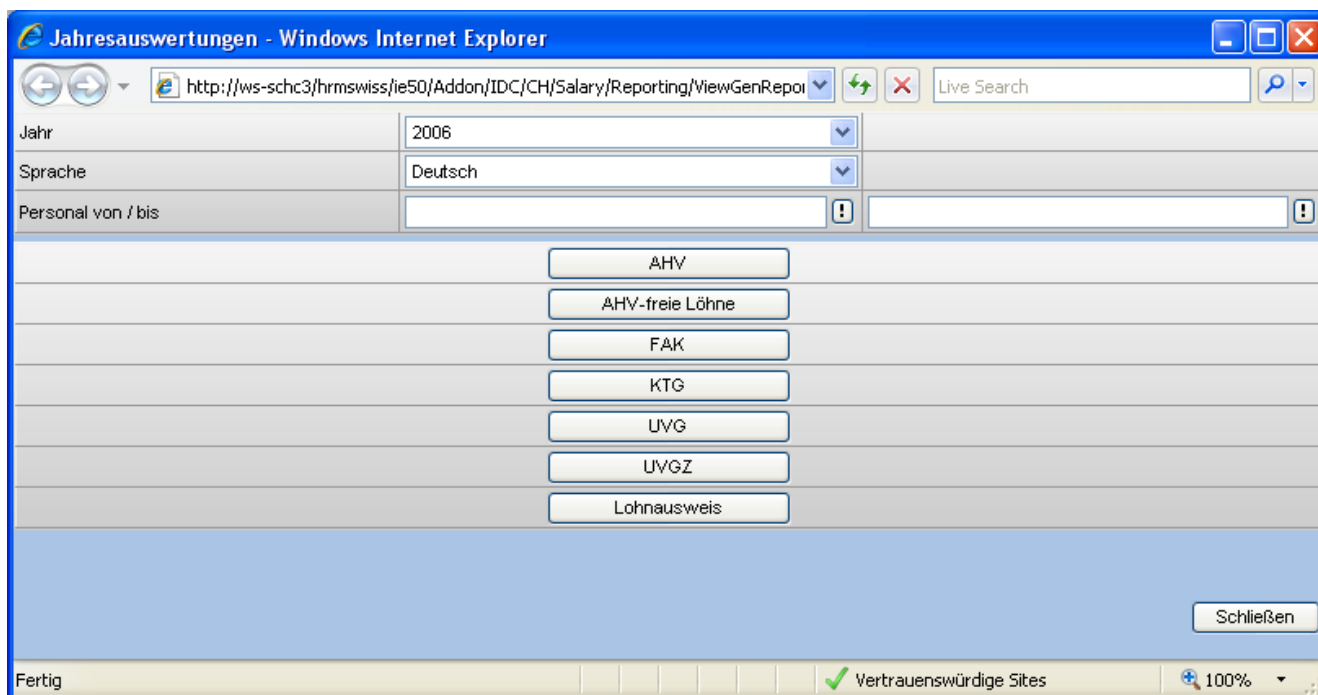 Jahresauswertungen - Windows Internet Explorer
http://ws-schc3/hrmswiss/ie50/Addon/IDC/CH/Salary/Reporting/ViewGenRepo Live Search
Jahr 2006
Sprache Deutsch
Personal von / bis ! !
AHV
AHV-freie Löhne
FAK
KTG
UVG
UVGZ
Lohnausweis
Schließen
Fertig Vertrauenswürdige Sites 100%